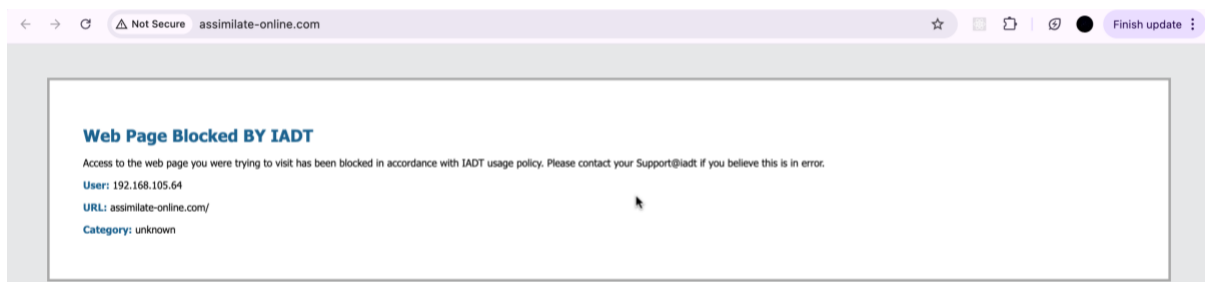 Not Secure assimilate-online.com Finish update
Web Page Blocked BY IADT
Access to the web page you were trying to visit has been blocked in accordance with IADT usage policy. Please contact your Support@iadt if you believe this is in error.
User: 192.168.105.64
URL: assimilate-online.com/
Category: unknown